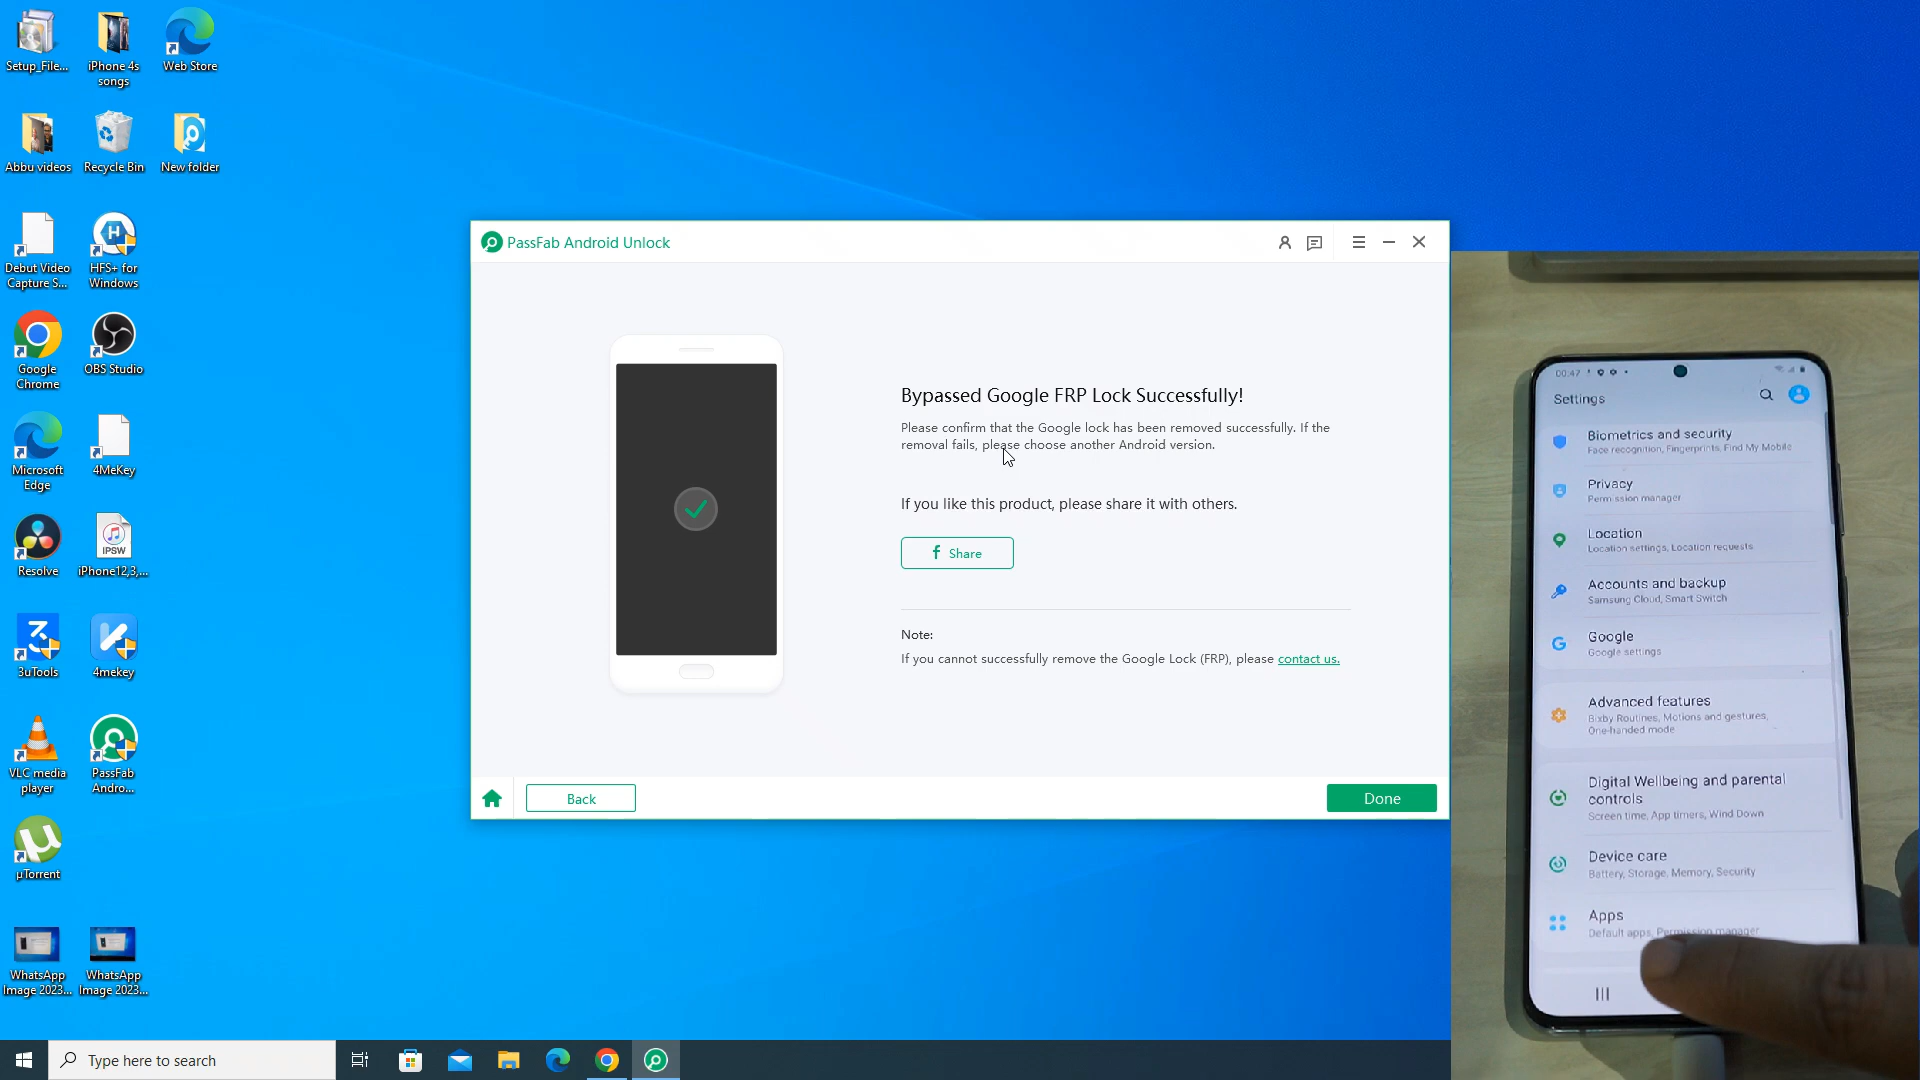 Setup_File...
iPhone 4s
songs
Web Store
Abbu videos
Recycle Bin
New folder
Debut Video
Capture S...
HFS+ for
Windows
Google
Chrome
OBS Studio
Microsoft
Edge
4MeKey
Resolve
IPSW
iPhone12,3,...
3uTools
4mekey
VLC media
player
PassFab
Andro...
µTorrent
WhatsApp
Image 2023...
WhatsApp
Image 2023...
PassFab Android Unlock
Bypassed Google FRP Lock Successfully!
Please confirm that the Google lock has been removed successfully. If the
removal fails, please choose another Android version.
If you like this product, please share it with others.
f Share
Note:
If you cannot successfully remove the Google Lock (FRP), please contact us.
Back
Done
00:47
Settings
Biometrics and security
Face recognition, Fingerprints, Find My Mobile
Privacy
Permission manager
Location
Location settings, Location requests
Accounts and backup
Samsung Cloud, Smart Switch
Google
Google settings
Advanced features
Bixby Routines, Motions and gestures,
One-handed mode
Digital Wellbeing and parental
controls
Screen time, App timers, Wind Down
Device care
Battery, Storage, Memory, Security
Apps
Default apps, Permission manager
Type here to search